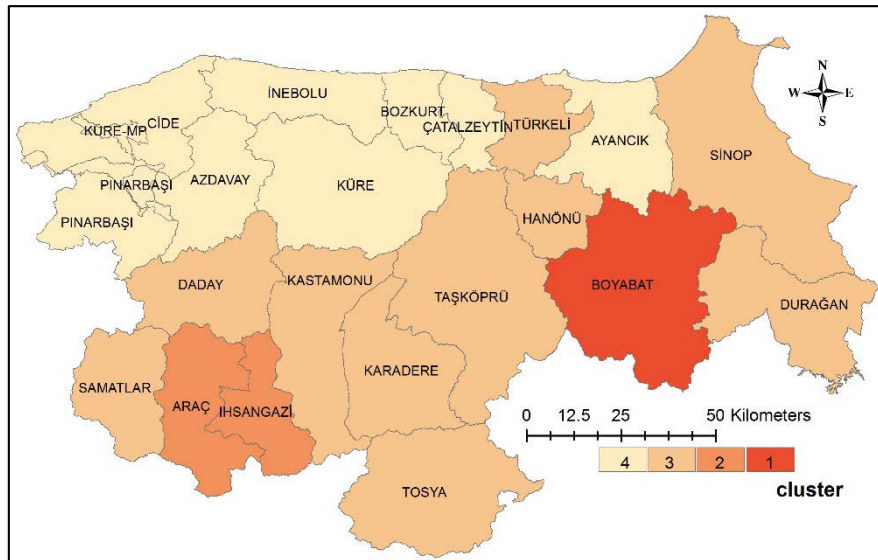 N
W E
S
İNEBOLU
BOZKURT
ÇATALZEYTİN
TÜRKELİ
CİDE
KÜRE-MP
AYANCIK
SİNOP
PINARBAŞI
AZDAVAY
KÜRE
PINARBAŞI
HANÖNÜ
DADAY
KASTAMONU
TAŞKÖPRÜ
BOYABAT
DURAĞAN
SAMATLAR
ARAÇ
IHSANGAZİ
KARADERE
TOSYA
0 12.5 25 50 Kilometers
4 3 2 1
cluster